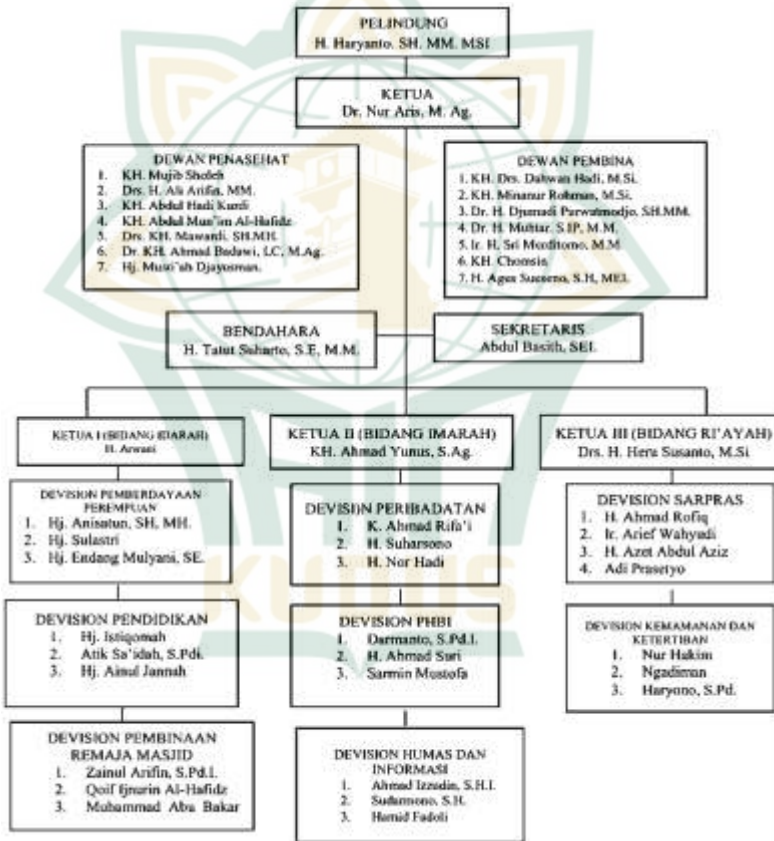 PELINDUNG
H. Haryanto, SH, MM. MSI
KETUA
Dr. Nur Aris, M. Ag.
DEWAN PENASEHAT
1. KH. Mujib Sholeh
2. Drs. H. Ali Arifin, MM.
3. KH. Abdul Hadi Kurdi
4. KH. Abdul Mun'im Al-Hafidz
5. Drs. KH. Mawardi, SH.MH.
6. Dr. KH. Ahmad Badawi, LC, M.Ag.
7. Hj. Musri'ah Djayusman.
DEWAN PEMBINA
1. KH. Drs. Dahwan Hadi, M.Si.
2. KH. Minanur Rohman, M.Si.
3. Dr. H. Djumadi Purwatmodjo, SH.MM.
4. Dr. H. Muhtar, S.IP, M.M.
5. Ir. H. Sri Merditomo, M.M
6. KH. Chomsin
7. H. Agus Suseno, S.H, MEI.
BENDAHARA
H. Tatut Suharto, S.E, M.M.
SEKRETARIS
Abdul Basith, SEI.
KETUA I (BIDANG IDARAH)
H. Arwani
KETUA II (BIDANG IMARAH)
KH. Ahmad Yunus, S.Ag.
KETUA III (BIDANG RI'AYAH)
Drs. H. Hera Susanto, M.Si
DEVISION PEMBERDAYAAN
PEREMPUAN
1. Hj. Anisatun, SH, MH.
2. Hj. Sulastri
3. Hj. Endang Mulyani, SE.
DEVISION PERIBADATAN
1. K. Ahmad Rifa'i
2. H. Suharsono
3. H. Nor Hadi
DEVISION SARPRAS
1. H. Ahmad Rofiq
2. Ir. Arief Wahyudi
3. H. Azet Abdul Aziz
4. Adi Prasetyo
DEVISION PENDIDIKAN
1. Hj. Istiqomah
2. Atik Sa'idah, S.Pdi.
3. Hj. Ainul Jannah
DEVISION PHBI
1. Darmanto, S.Pd.I.
2. H. Ahmad Suri
3. Sarmin Mustofa
DEVISION KEMAMANAN DAN
KETERTIBAN
1. Nur Hakim
2. Ngadiman
3. Haryono, S.Pd.
DEVISION PEMBINAAN
REMAJA MASJID
1. Zainul Arifin, S.Pd.I.
2. Qoif Ijnurin Al-Hafidz
3. Muhammad Abu Bakar
DEVISION HUMAS DAN
INFORMASI
1. Ahmad Izzudin, S.H.I.
2. Sudarmono, S.H.
3. Hamid Fadoli
KUDUS